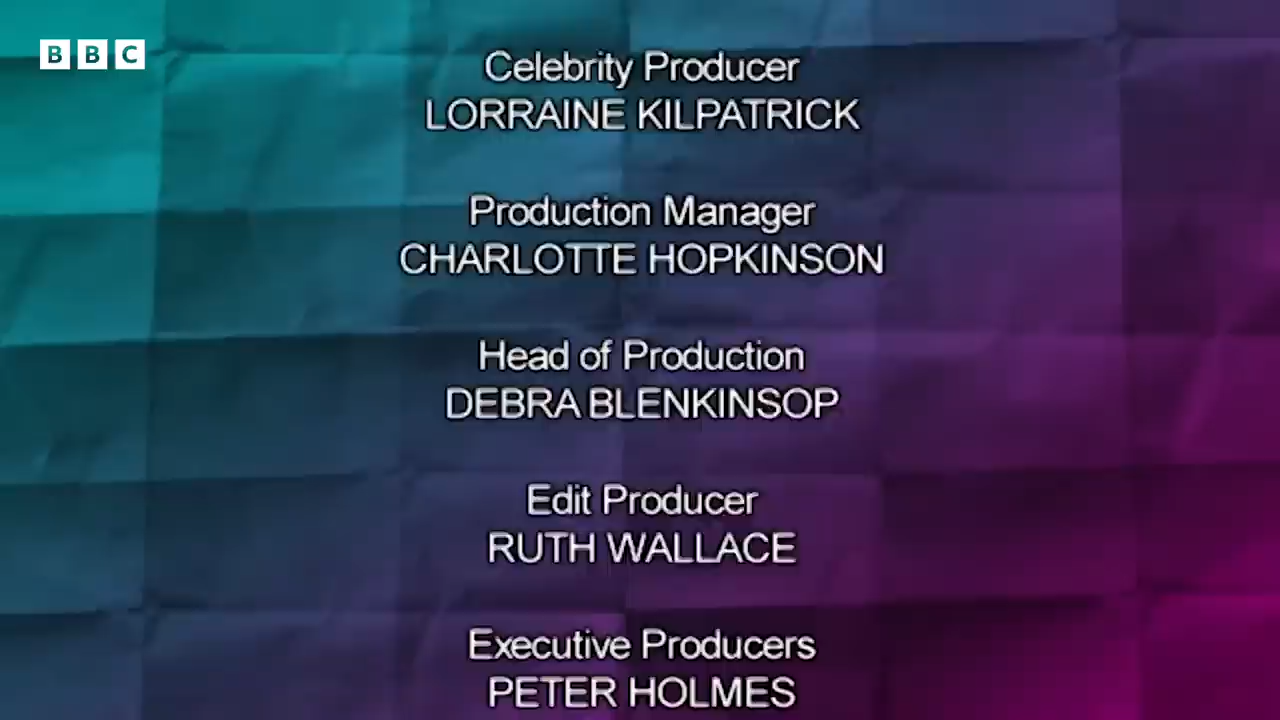 BBC
Celebrity Producer
LORRAINE KILPATRICK
Production Manager
CHARLOTTE HOPKINSON
Head of Production
DEBRA BLENKINSOP
Edit Producer
RUTH WALLACE
Executive Producers
PETER HOLMES